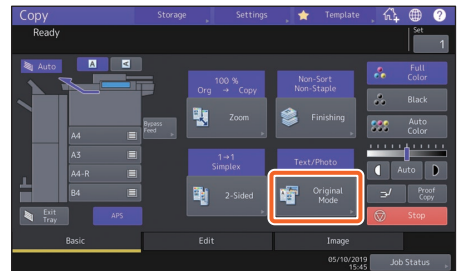 Copy
Storage
Settings
Template
?
Ready
Set
1
Auto
A
100 %
Org → Copy
Non-Sort
Non-Staple
Full
Color
Zoom
Finishing
Black
Bypass
Feed
Auto
Color
A4
A3
A4-R
B4
1→1
Simplex
Text/Photo
2-Sided
Original
Mode
Auto
Proof
Copy
Exit
Tray
APS
Stop
Basic
Edit
Image
05/10/2019
15:45
Job Status